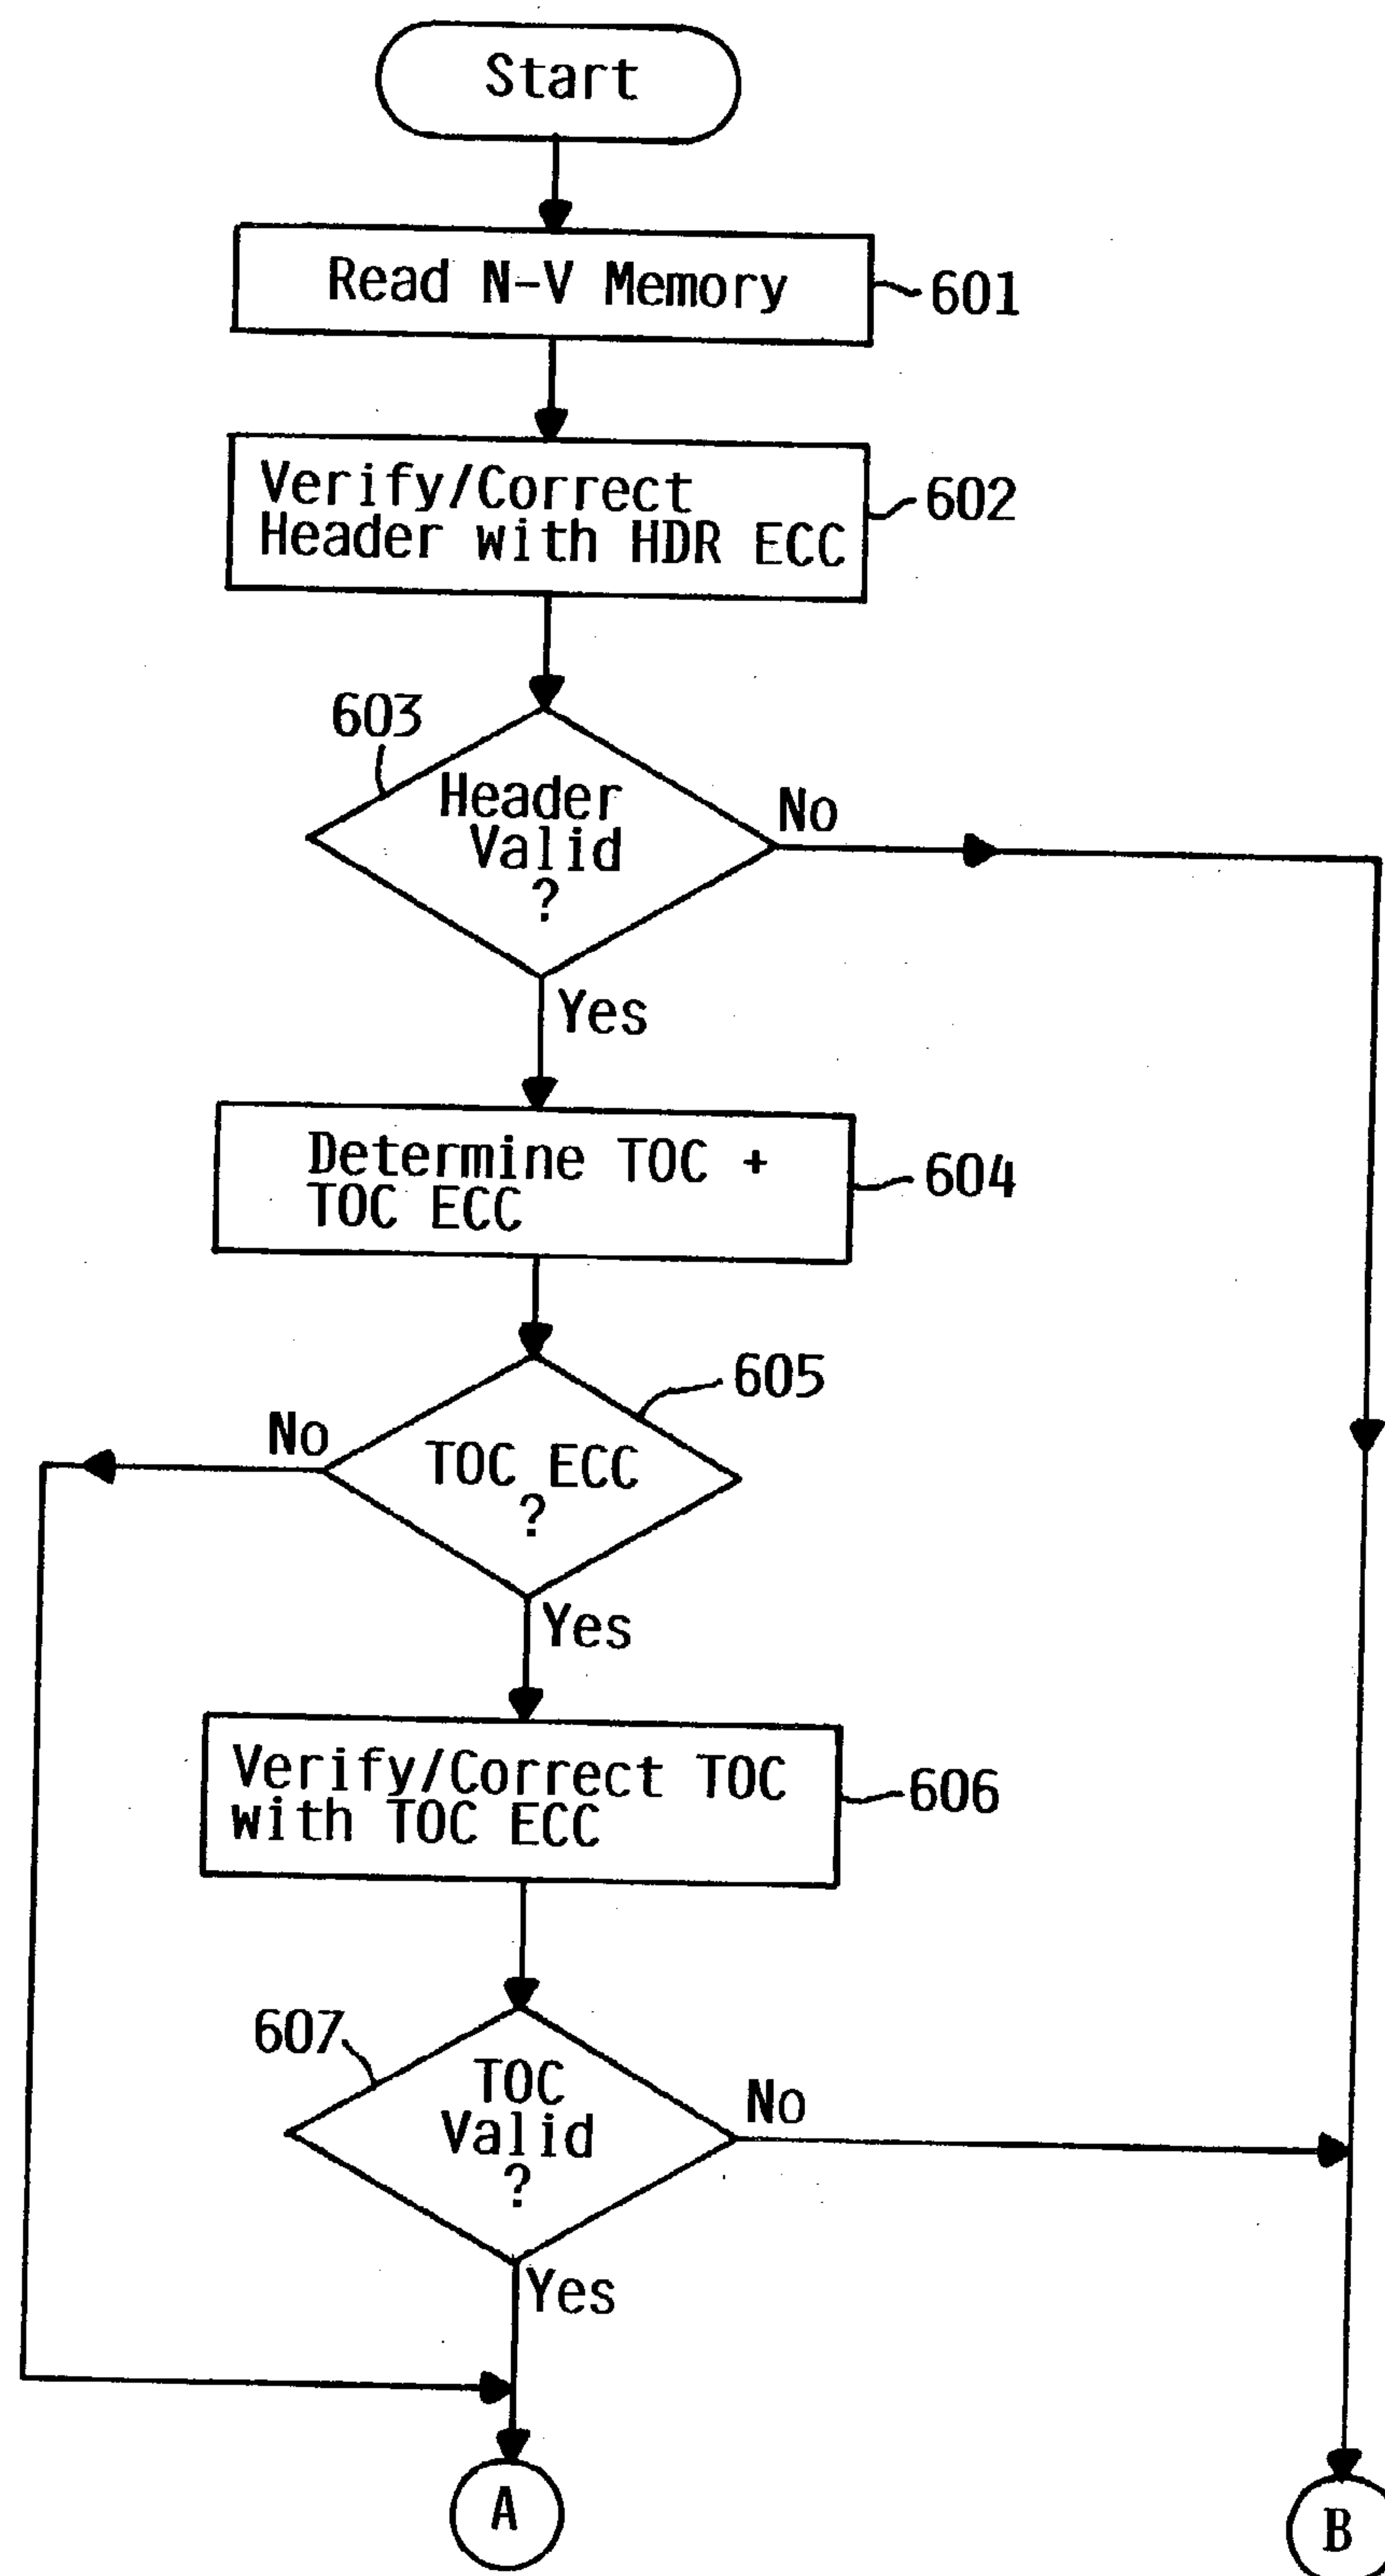 Start
Read N-V Memory
601
Verify/Correct
Header with HDR ECC
602
603
Header
Valid
?
No
Yes
Determine TOC +
TOC ECC
604
605
No
TOC ECC
?
Yes
Verify/Correct TOC
with TOC ECC
606
607
TOC
Valid
?
No
Yes
A
B